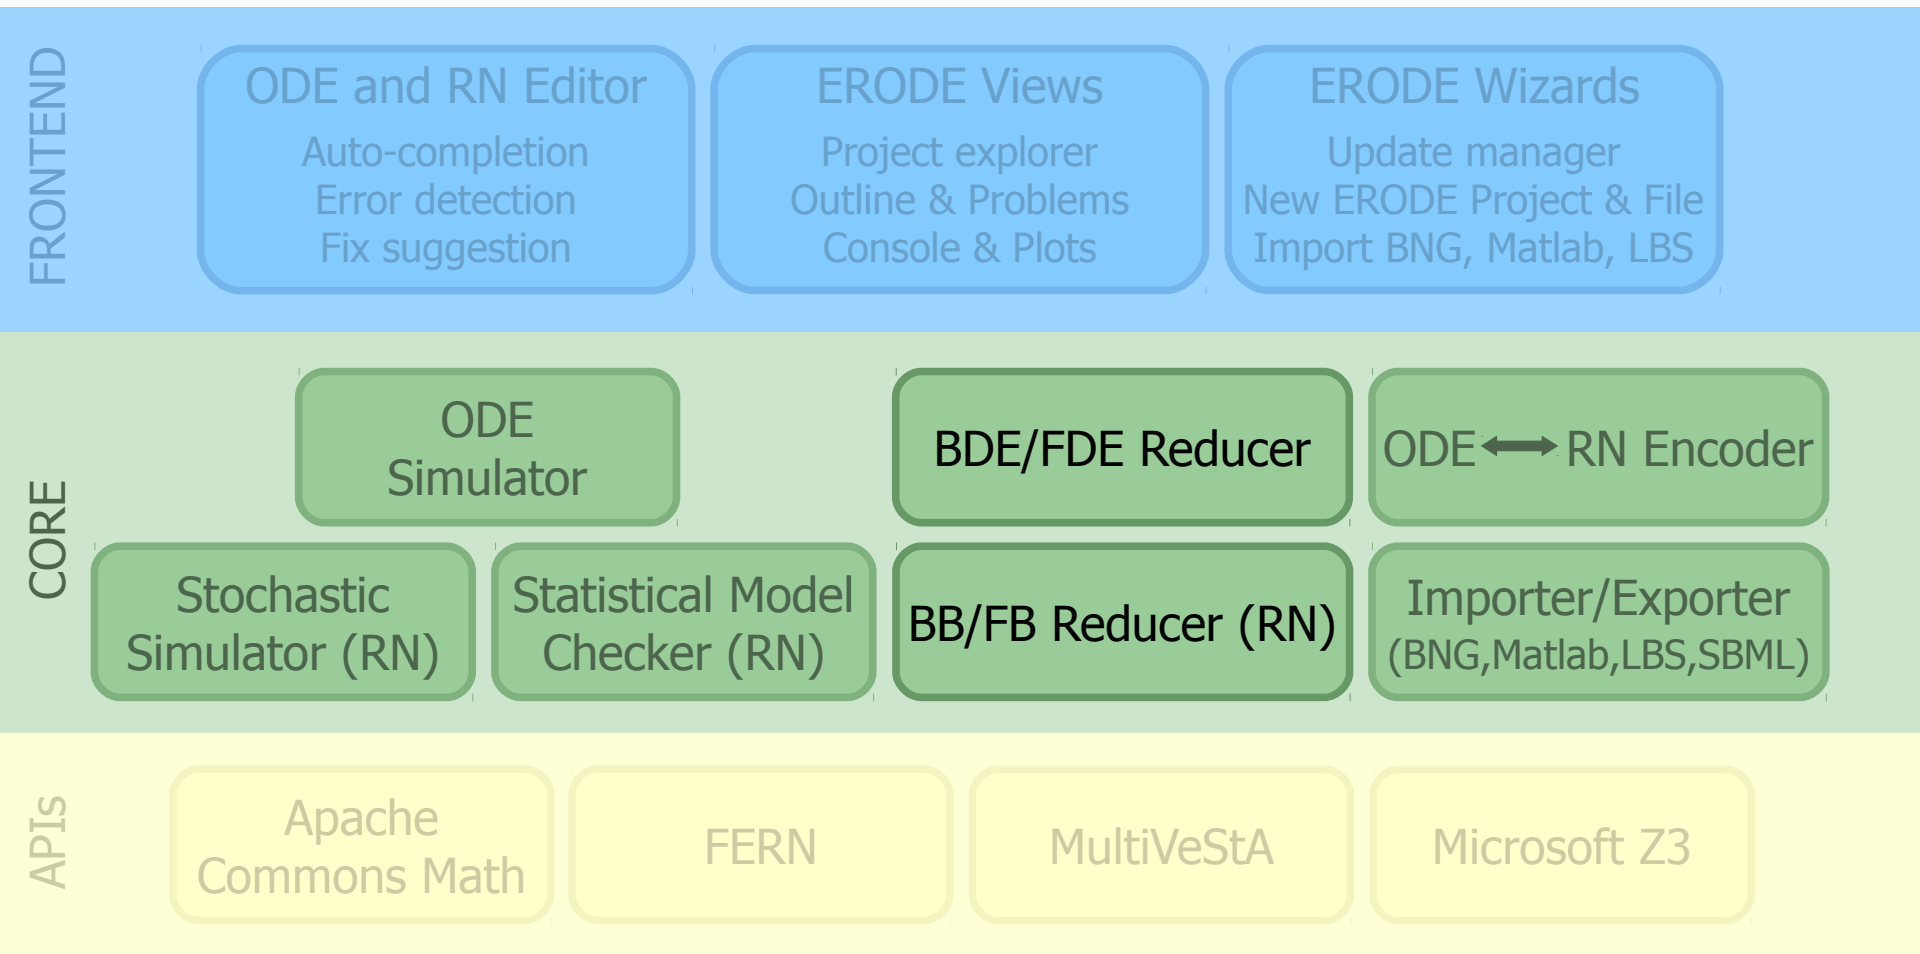 FRONTEND
ODE and RN Editor
Auto-completion
Error detection
Fix suggestion
ERODE Views
Project explorer
Outline & Problems
Console & Plots
ERODE Wizards
Update manager
New ERODE Project & File
Import BNG, Matlab, LBS
CORE
ODE
Simulator
BDE/FDE Reducer
ODE ⟷ RN Encoder
Stochastic
Simulator (RN)
Statistical Model
Checker (RN)
BB/FB Reducer (RN)
Importer/Exporter
(BNG,Matlab,LBS,SBML)
APIs
Apache
Commons Math
FERN
MultiVeStA
Microsoft Z3